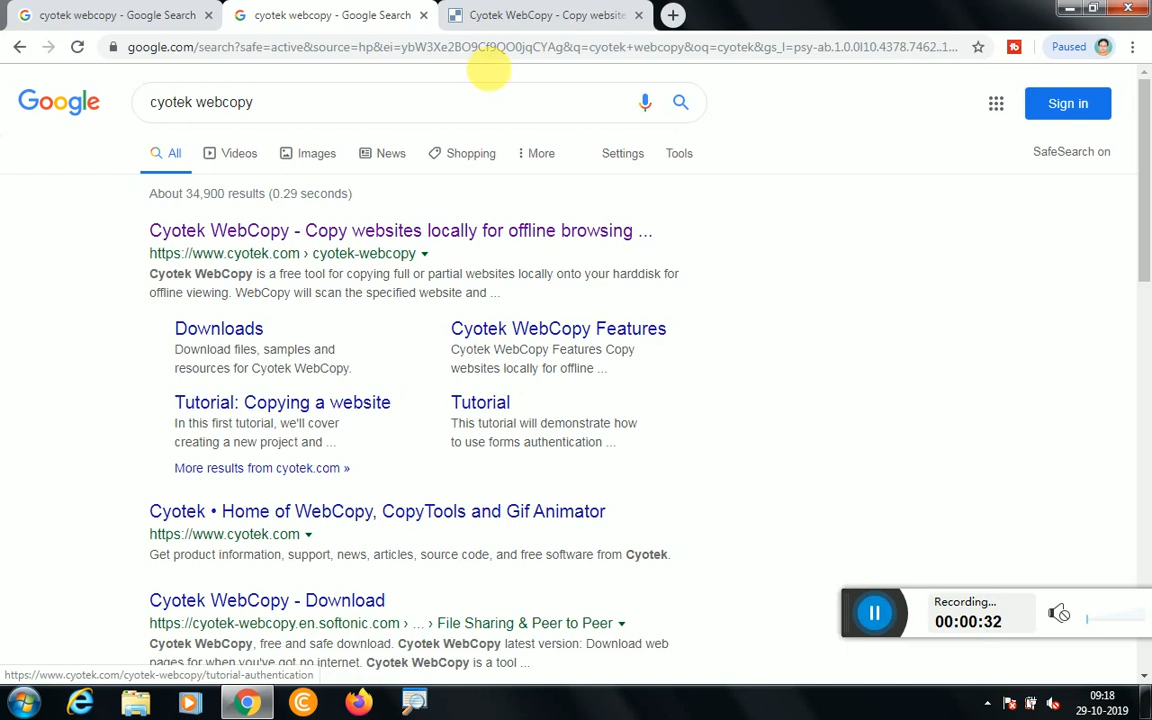 cyotek webcopy - Google Search
cyotek webcopy - Google Search
Cyotek WebCopy - Copy website
google.com/search?safe=active&source=hp&ei=ybW3Xe2BO9Cf9QO0jqCYAg&q=cyotek+webcopy&oq=cyotek&gs_l=psy-ab.1.0.0l10.4378.7462..1...
Paused
Google
cyotek webcopy
Sign in
All
Videos
Images
News
Shopping
More
Settings
Tools
SafeSearch on
About 34,900 results (0.29 seconds)
Cyotek WebCopy - Copy websites locally for offline browsing ...
https://www.cyotek.com › cyotek-webcopy
Cyotek WebCopy is a free tool for copying full or partial websites locally onto your harddisk for
offline viewing. WebCopy will scan the specified website and ...
Downloads
Download files, samples and
resources for Cyotek WebCopy.
Cyotek WebCopy Features
Cyotek WebCopy Features Copy
websites locally for offline ...
Tutorial: Copying a website
In this first tutorial, we'll cover
creating a new project and ...
Tutorial
This tutorial will demonstrate how
to use forms authentication ...
More results from cyotek.com »
Cyotek • Home of WebCopy, CopyTools and Gif Animator
https://www.cyotek.com
Get product information, support, news, articles, source code, and free software from Cyotek.
Cyotek WebCopy - Download
https://cyotek-webcopy.en.softonic.com › ... › File Sharing & Peer to Peer
Cyotek WebCopy, free and safe download. Cyotek WebCopy latest version: Download web
pages for when you've got no internet. Cyotek WebCopy is a tool ...
Recording...
00:00:32
https://www.cyotek.com/cyotek-webcopy/tutorial-authentication
09:18
29-10-2019